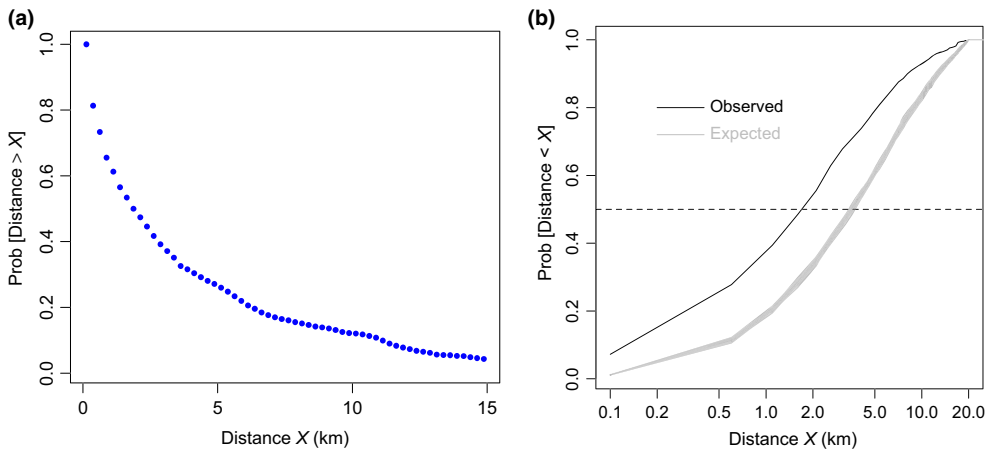 (a)
Prob [Distance > X]
1.0
0.8
0.6
0.4
0.2
0.0
0 5 10 15
Distance X (km)
(b)
Prob [Distance < X]
1.0
0.8
0.6
0.4
0.2
0.0
Observed
Expected
0.1 0.2 0.5 1.0 2.0 5.0 10.0 20.0
Distance X (km)